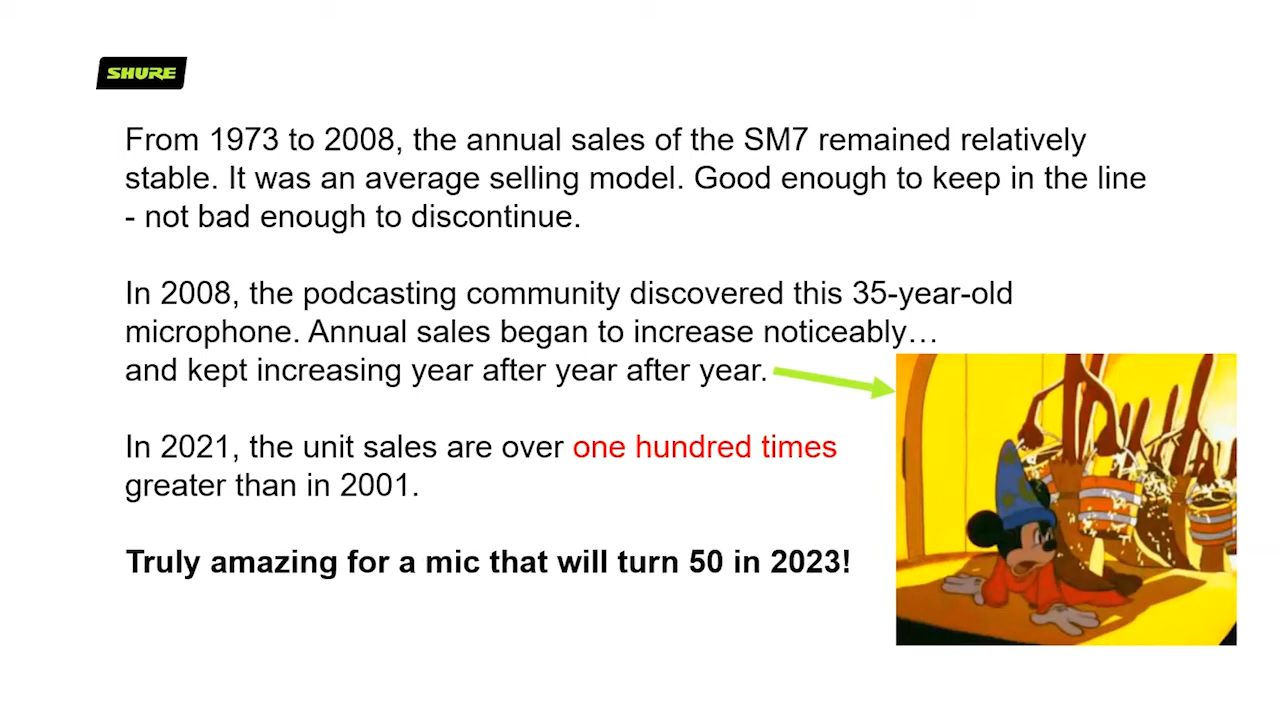 SHURE
From 1973 to 2008, the annual sales of the SM7 remained relatively
stable. It was an average selling model. Good enough to keep in the line
- not bad enough to discontinue.
In 2008, the podcasting community discovered this 35-year-old
microphone. Annual sales began to increase noticeably…
and kept increasing year after year after year.
In 2021, the unit sales are over one hundred times
greater than in 2001.
Truly amazing for a mic that will turn 50 in 2023!